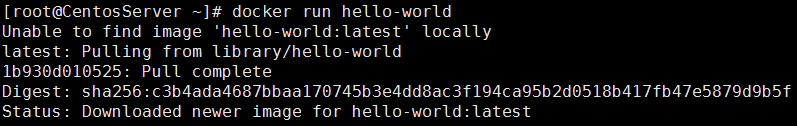 [root@CentosServer ~]# docker run hello-world
Unable to find image 'hello-world:latest' locally
latest: Pulling from library/hello-world
1b930d010525: Pull complete
Digest: sha256:c3b4ada4687bbaa170745b3e4dd8ac3f194ca95b2d0518b417fb47e5879d9b5f
Status: Downloaded newer image for hello-world:latest